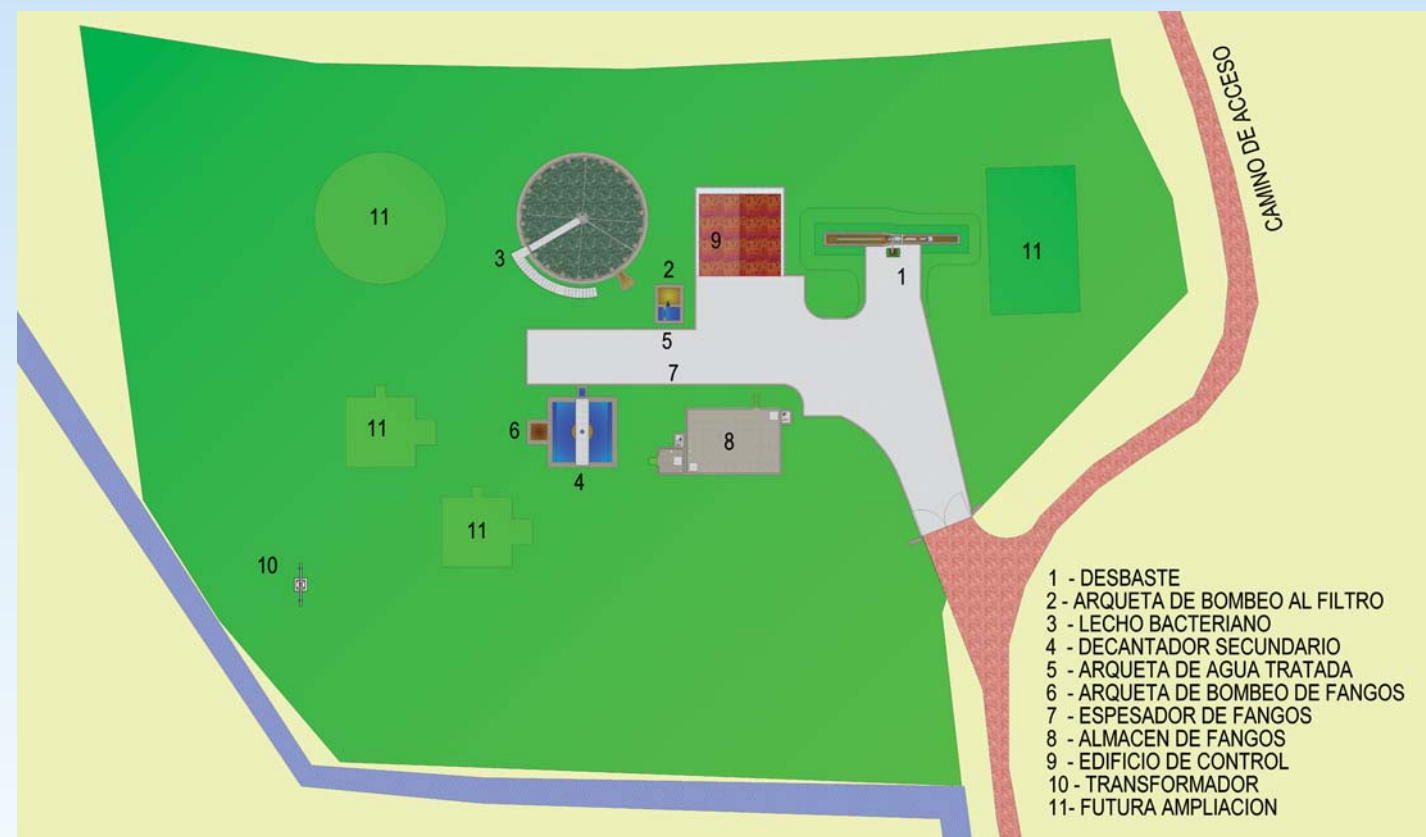 CAMINO DE ACCESO
11
9
2
3
1
11
5
7
11
6
8
4
11
10
1 - DESBASTE
2 - ARQUETA DE BOMBEO AL FILTRO
3 - LECHO BACTERIANO
4 - DECANTADOR SECUNDARIO
5 - ARQUETA DE AGUA TRATADA
6 - ARQUETA DE BOMBEO DE FANGOS
7 - ESPESADOR DE FANGOS
8 - ALMACEN DE FANGOS
9 - EDIFICIO DE CONTROL
10 - TRANSFORMADOR
11- FUTURA AMPLIACION